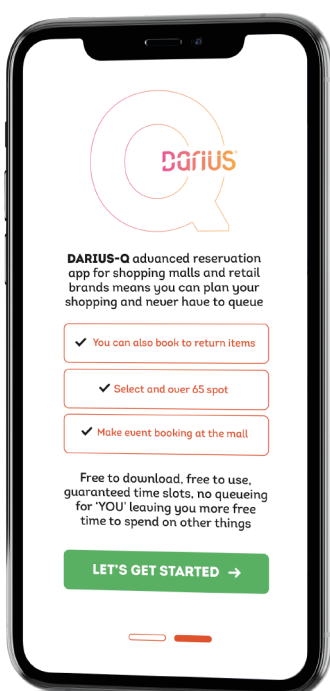 Darius
DARIUS-Q advanced reservation
app for shopping malls and retail
brands means you can plan your
shopping and never have to queue
✓ You can also book to return items
✓ Select and over 65 spot
✓ Make event booking at the mall
Free to download, free to use,
guaranteed time slots, no queueing
for 'YOU' leaving you more free
time to spend on other things
LET'S GET STARTED →